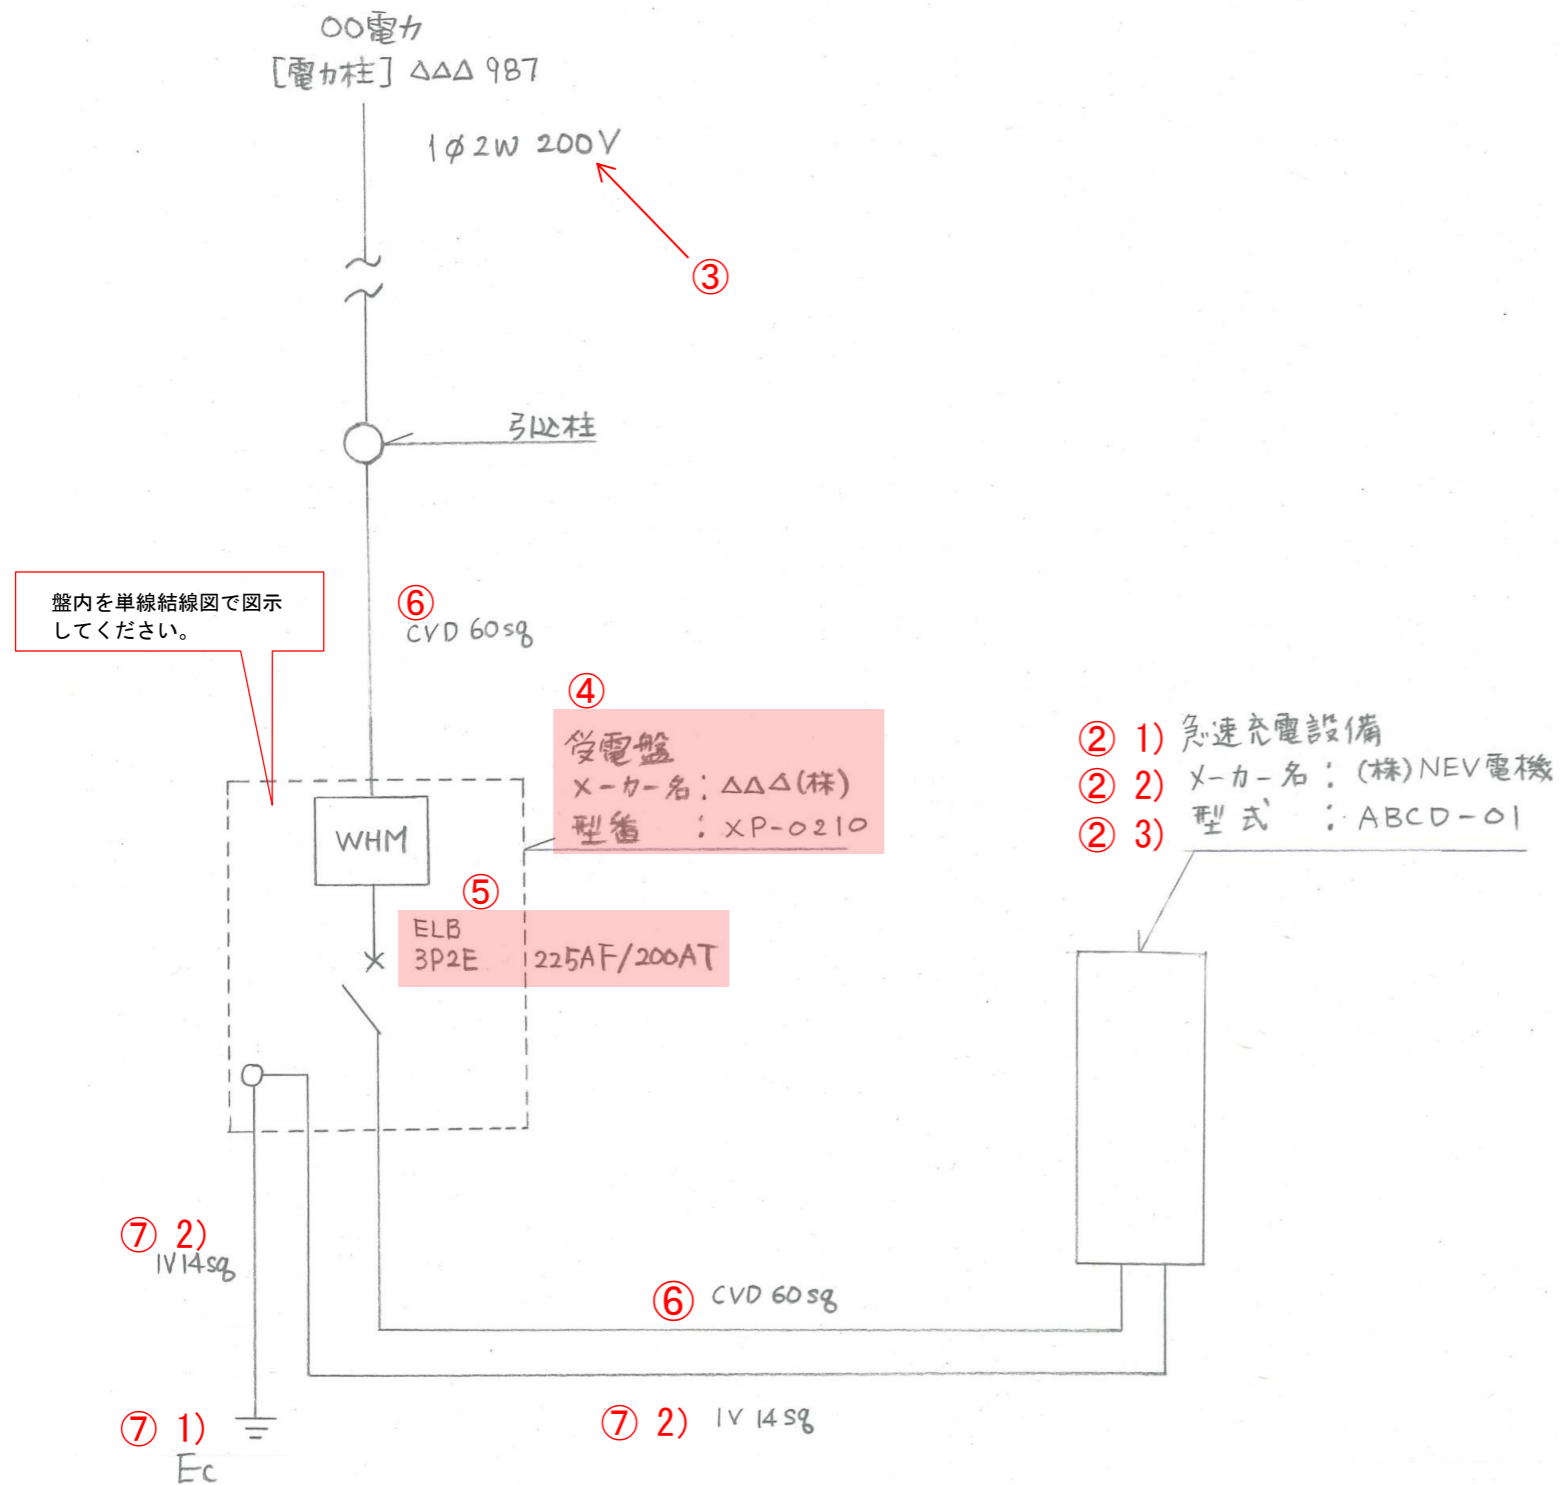 ○○電力
[電力柱] △△△ 987
1φ2W 200V
③
引込柱
盤内を単線結線図で図示
してください。
⑥
CVD 60sq
④
受電盤
メーカー名：△△△(株)
型番　：XP-0210
② 1) 急速充電設備
② 2) メーカー名：(株)NEV電機
② 3) 型式　：ABCD-01
WHM
⑤
ELB
3P2E 225AF/200AT
⑦ 2)
IV14sq
⑥ CVD 60sq
⑦ 1)
Ec
⑦ 2) IV 14sq